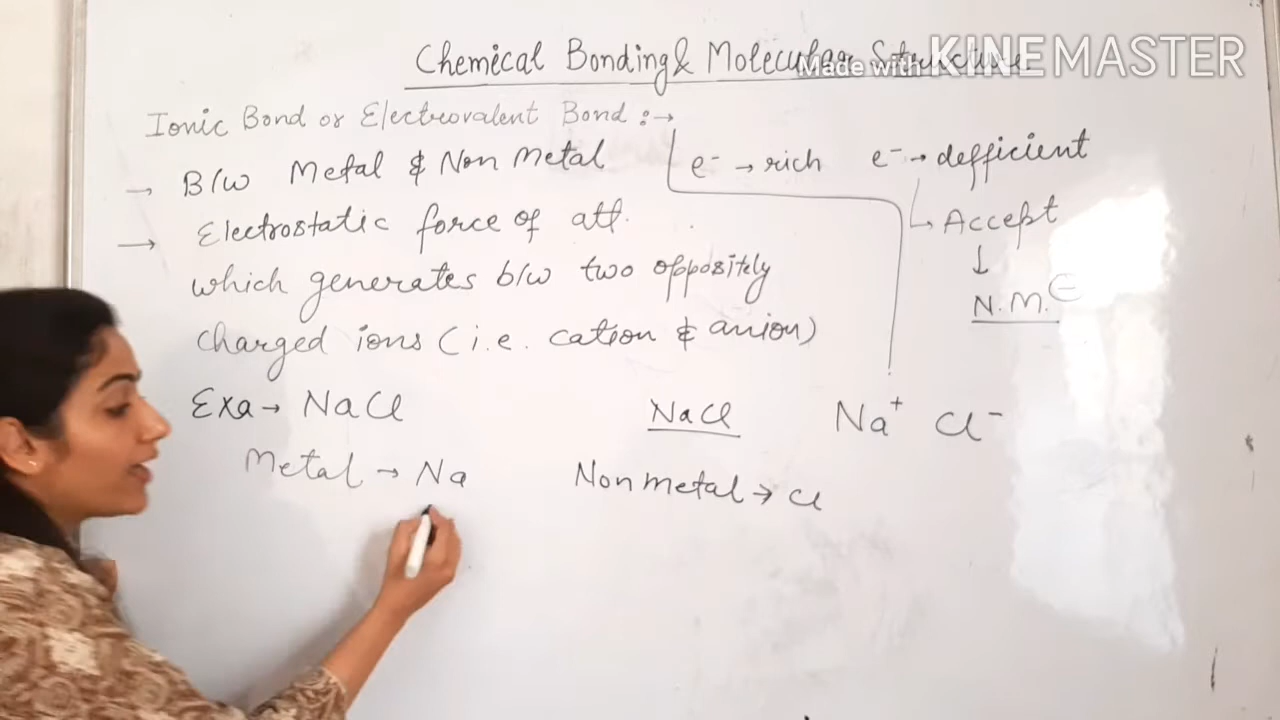 Chemical Bonding & Molecular Structure
Made with KINEMASTER
Ionic Bond or Electrovalent Bond :→
→ B/w Metal & Non Metal
e⁻ → rich
e⁻ → defficient
→ Electrostatic force of att.
Accept
↓
which generates b/w two oppositely
N.M. ⊖
charged ions (i.e. cation & anion)
Exa → NaCl
NaCl
Na⁺ Cl⁻
Metal → Na
Nonmetal → Cl